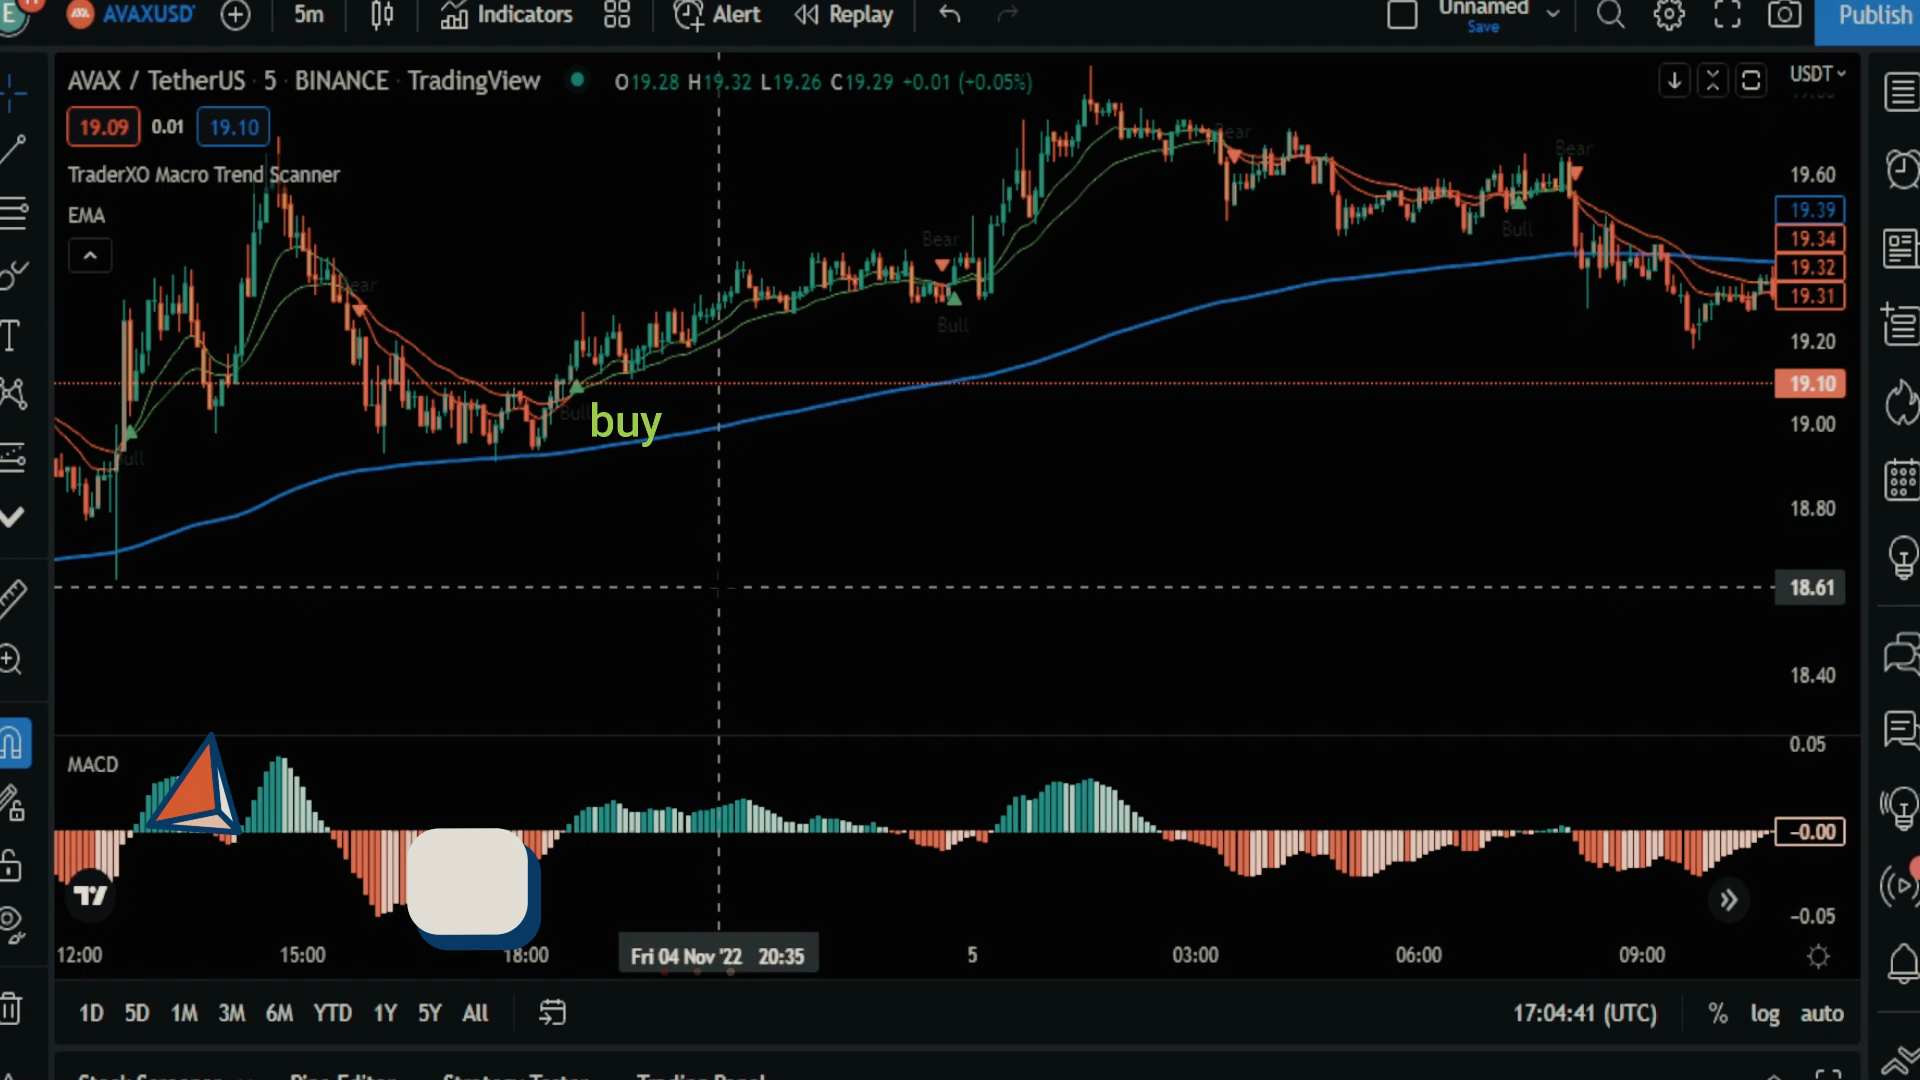 E
AVAXUSD
5m
Indicators
Alert
Replay
Unnamed
Save
Publish
AVAX / TetherUS · 5 · BINANCE · TradingView
O19.28 H19.32 L19.26 C19.29 +0.01 (+0.05%)
USDT
19.09 0.01 19.10
TraderXO Macro Trend Scanner
EMA
Bear
Bear
Bear
Bear
Bull
Bull
Bull
buy
19.60
19.39
19.34
19.32
19.31
19.20
19.10
19.00
18.80
18.61
18.40
MACD
0.05
−0.00
−0.05
12:00 15:00 18:00 Fri 04 Nov '22 20:35 5 03:00 06:00 09:00
1D 5D 1M 3M 6M YTD 1Y 5Y All
17:04:41 (UTC) % log auto